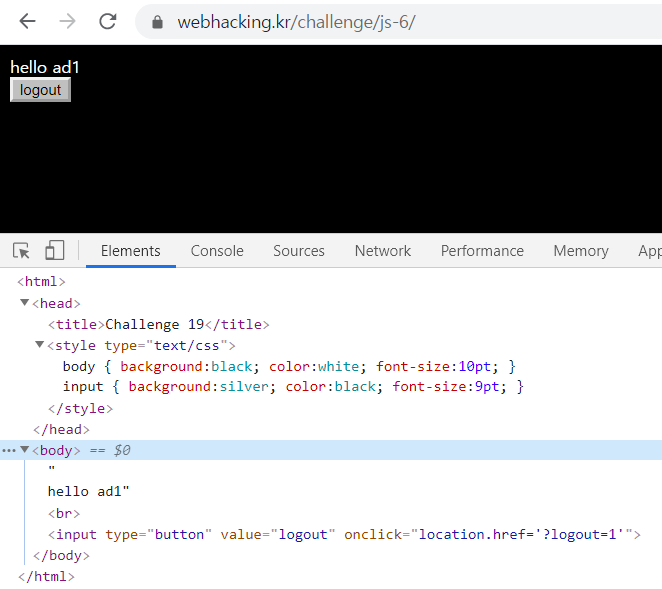 webhacking.kr/challenge/js-6/
hello ad1
logout
Elements Console Sources Network Performance Memory App
<html>
▼<head>
<title>Challenge 19</title>
▼<style type="text/css">
body { background:black; color:white; font-size:10pt; }
input { background:silver; color:black; font-size:9pt; }
</style>
</head>
···▼<body> == $0
"
hello ad1"
<br>
<input type="button" value="logout" onclick="location.href='?logout=1'">
</body>
</html>